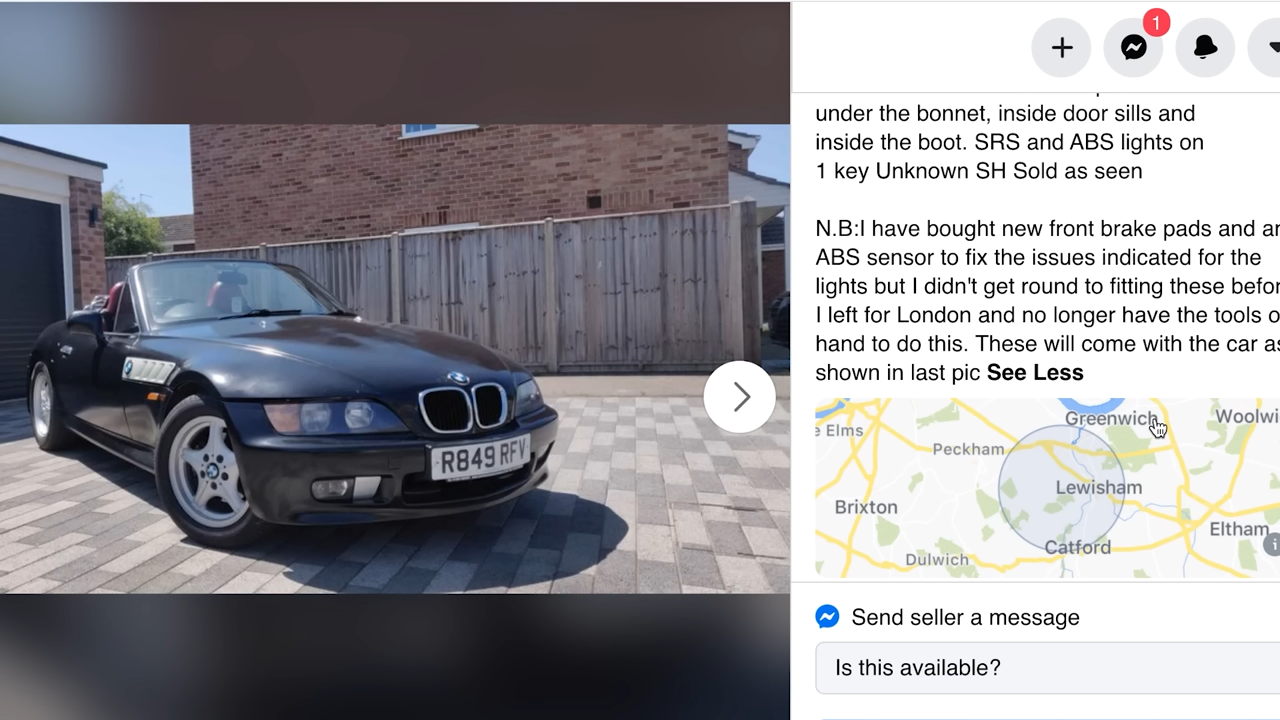 1
under the bonnet, inside door sills and
inside the boot. SRS and ABS lights on
1 key Unknown SH Sold as seen
N.B:I have bought new front brake pads and
ABS sensor to fix the issues indicated for the
lights but I didn't get round to fitting these
I left for London and no longer have the tools
hand to do this. These will come with the car
shown in last pic See Less
R849 RFV
Greenwich
e Elms
Peckham
Lewisham
Brixton
Eltham
Catford
Dulwich
Send seller a message
Is this available?